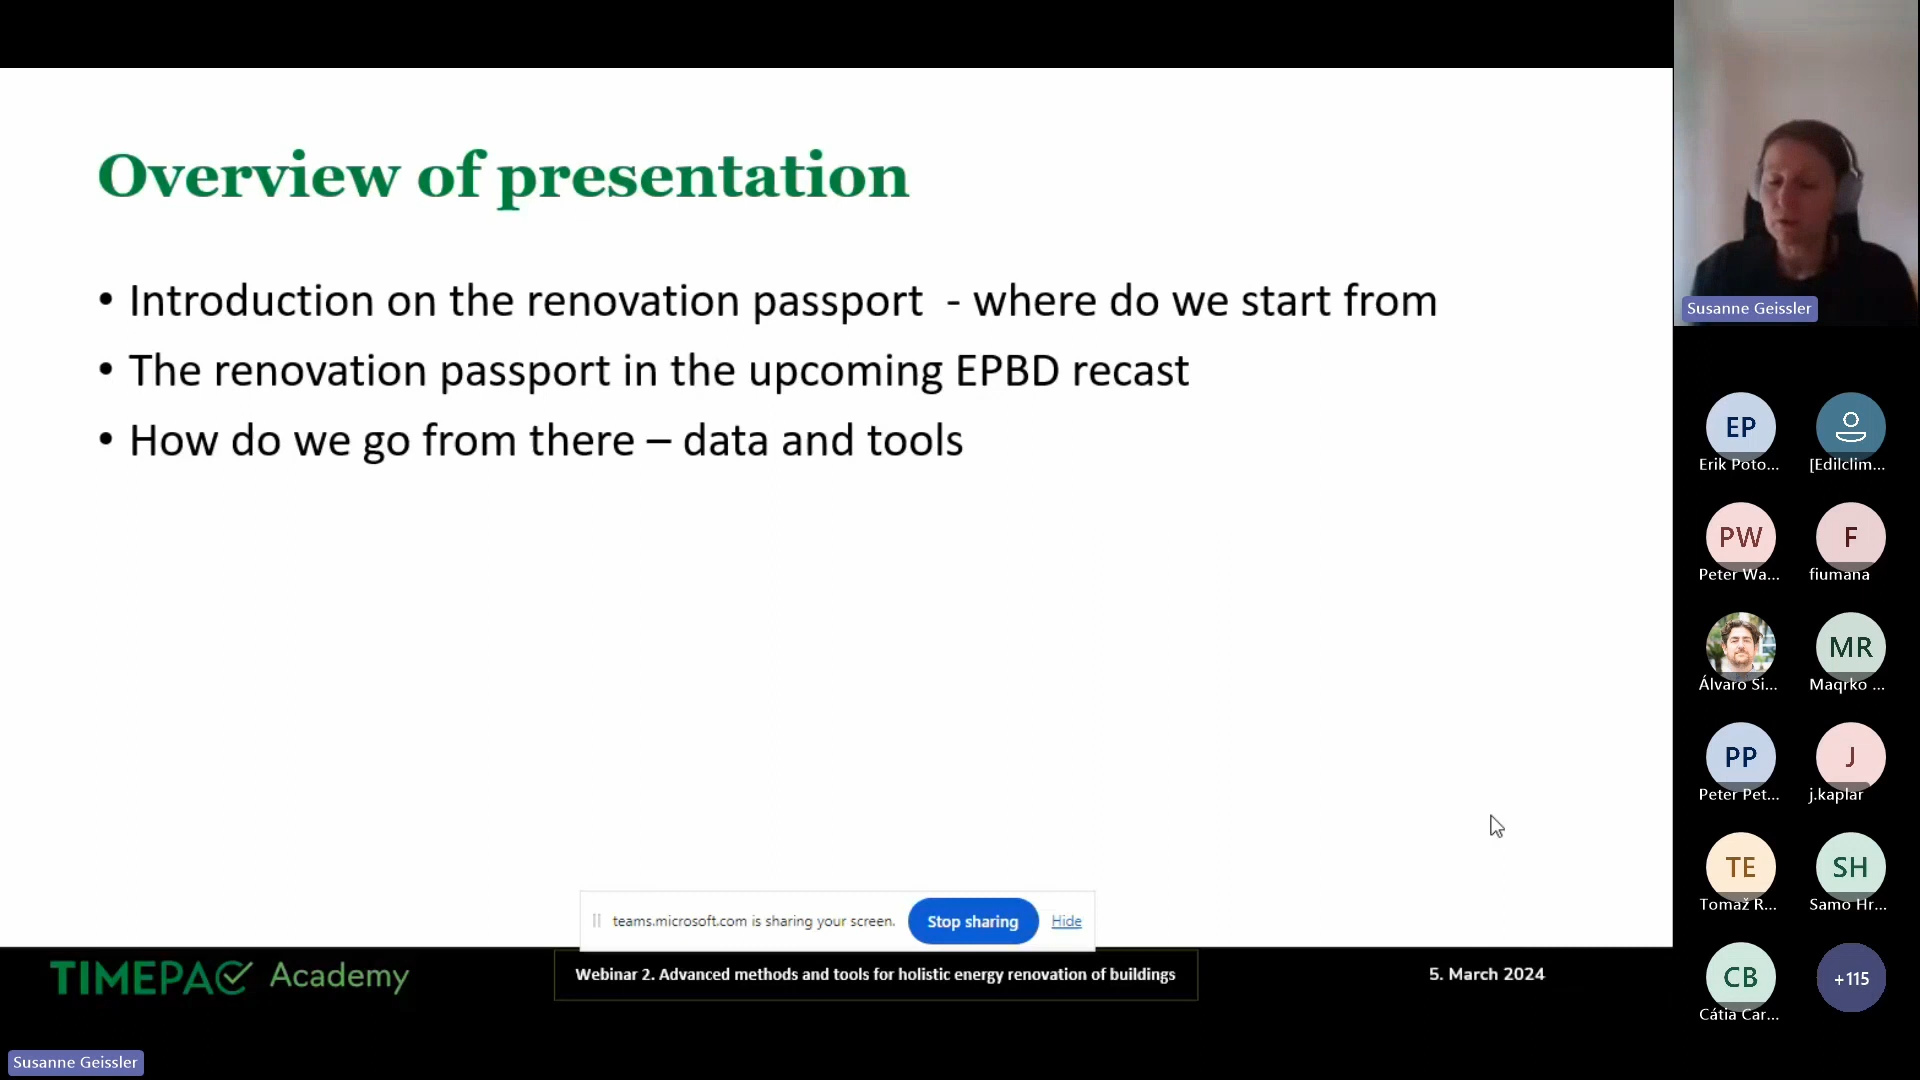 Overview of presentation
• Introduction on the renovation passport - where do we start from
• The renovation passport in the upcoming EPBD recast
• How do we go from there – data and tools
teams.microsoft.com is sharing your screen. Stop sharing Hide
TIMEPAC Academy
Webinar 2. Advanced methods and tools for holistic energy renovation of buildings
5. March 2024
Susanne Geissler
Susanne Geissler
EP
Erik Poto...
[Edilclim...
PW
Peter Wa...
F
fiumana
Álvaro Si...
MR
Maqrko ...
PP
Peter Pet...
J
j.kaplar
TE
Tomaž R...
SH
Samo Hr...
CB
Cátia Car...
+115